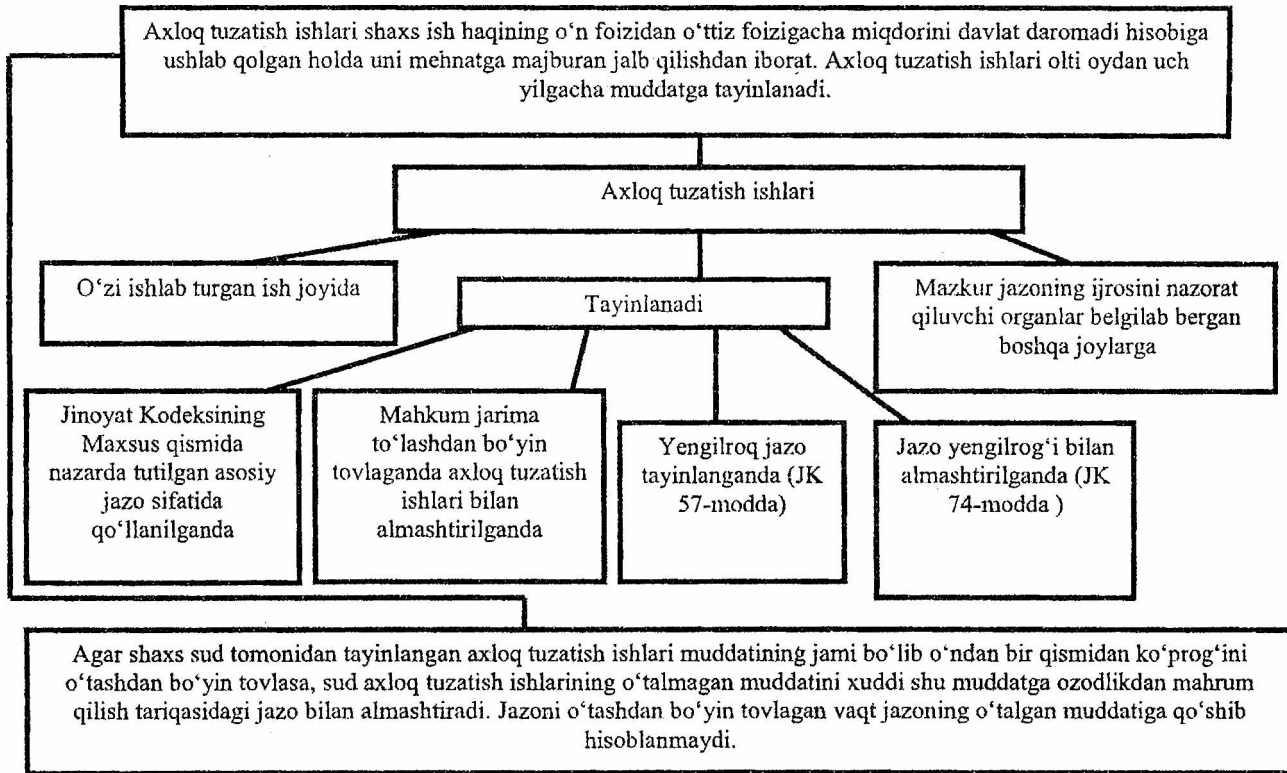 Axloq tuzatish ishlari shaxs ish haqining o‘n foizidan o‘ttiz foizigacha miqdorini davlat daromadi hisobiga
ushlab qolgan holda uni mehnatga majburan jalb qilishdan iborat. Axloq tuzatish ishlari olti oydan uch
yilgacha muddatga tayinlanadi.
Axloq tuzatish ishlari
O‘zi ishlab turgan ish joyida
Tayinlanadi
Mazkur jazoning ijrosini nazorat
qiluvchi organlar belgilab bergan
boshqa joylarga
Jinoyat Kodeksining
Maxsus qismida
nazarda tutilgan asosiy
jazo sifatida
qo‘llanilganda
Mahkum jarima
to‘lashdan bo‘yin
tovlaganda axloq tuzatish
ishlari bilan
almashtirilganda
Yengilroq jazo
tayinlanganda (JK
57-modda)
Jazo yengilrog‘i bilan
almashtirilganda (JK
74-modda )
Agar shaxs sud tomonidan tayinlangan axloq tuzatish ishlari muddatining jami bo‘lib o‘ndan bir qismidan ko‘prog‘ini
o‘tashdan bo‘yin tovlasa, sud axloq tuzatish ishlarining o‘talmagan muddatini xuddi shu muddatga ozodlikdan mahrum
qilish tariqasidagi jazo bilan almashtiradi. Jazoni o‘tashdan bo‘yin tovlagan vaqt jazoning o‘talgan muddatiga qo‘shib
hisoblanmaydi.